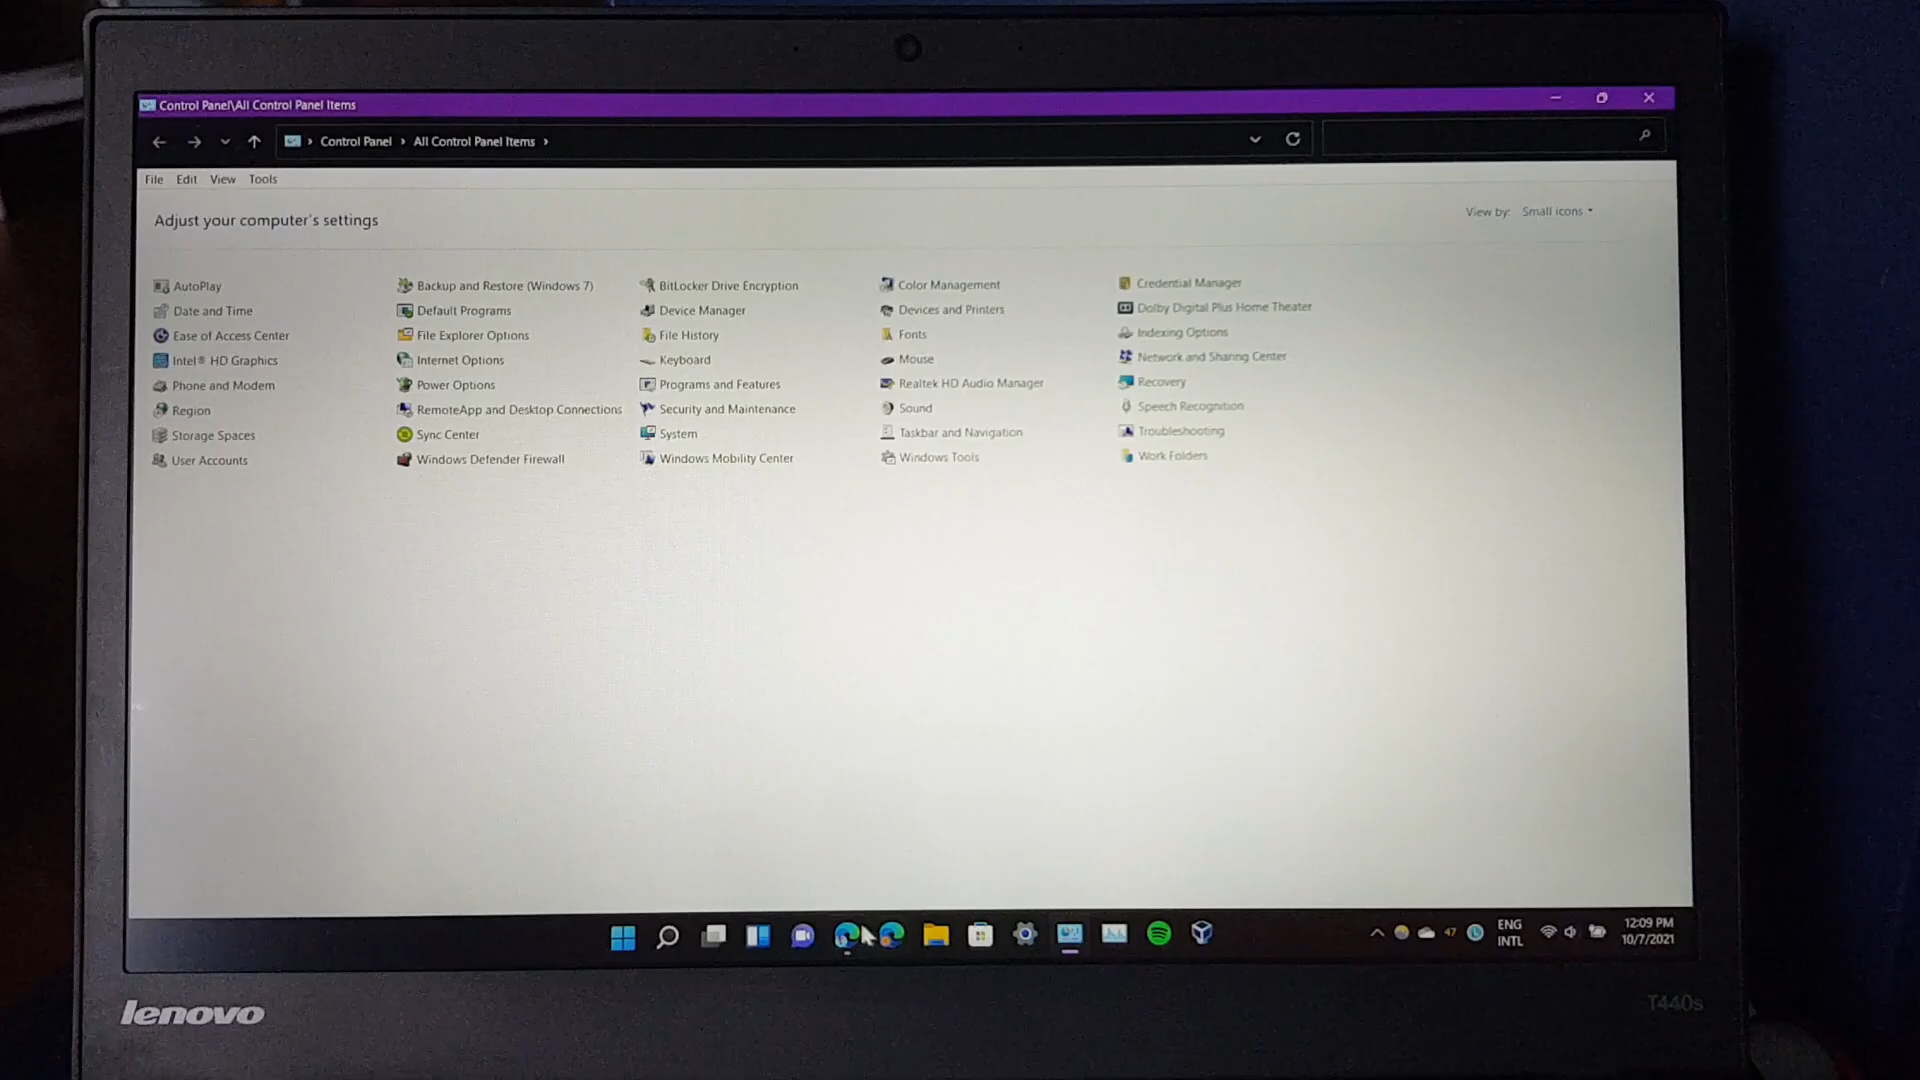 Control Panel\All Control Panel Items
Control Panel › All Control Panel Items ›
File Edit View Tools
Adjust your computer's settings
View by: Small icons
AutoPlay Backup and Restore (Windows 7) BitLocker Drive Encryption Color Management Credential Manager
Date and Time Default Programs Device Manager Devices and Printers Dolby Digital Plus Home Theater
Ease of Access Center File Explorer Options File History Fonts Indexing Options
Intel® HD Graphics Internet Options Keyboard Mouse Network and Sharing Center
Phone and Modem Power Options Programs and Features Realtek HD Audio Manager Recovery
Region RemoteApp and Desktop Connections Security and Maintenance Sound Speech Recognition
Storage Spaces Sync Center System Taskbar and Navigation Troubleshooting
User Accounts Windows Defender Firewall Windows Mobility Center Windows Tools Work Folders
47
ENG
INTL
12:09 PM
10/7/2021
lenovo
T440s